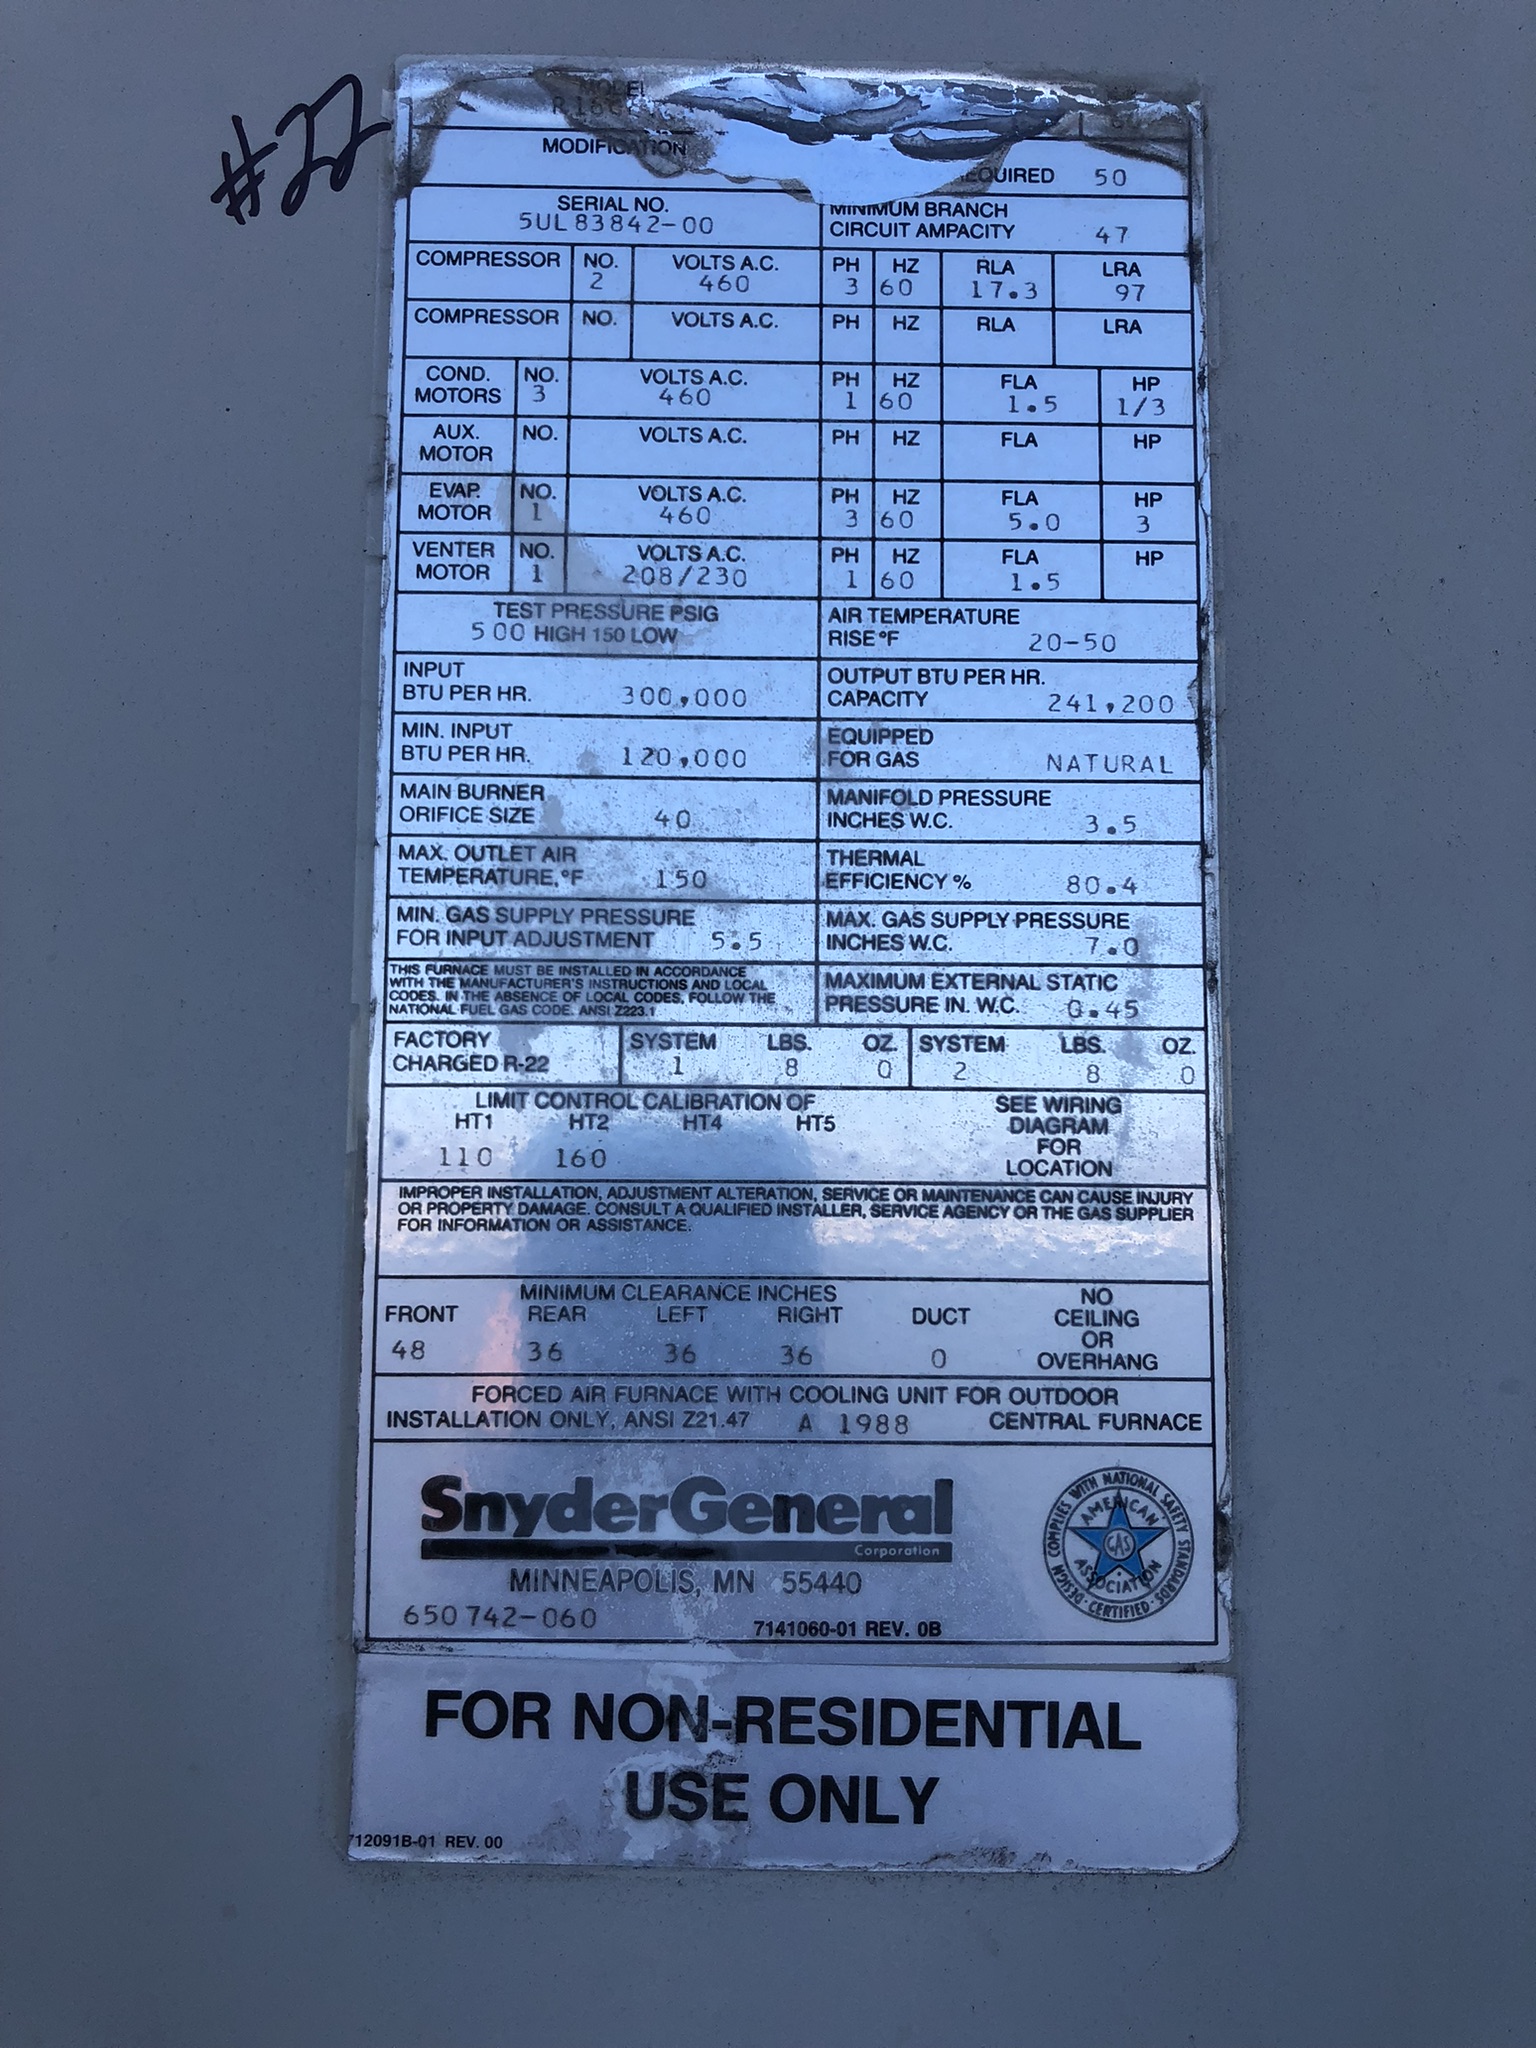 #22
MODEL
MODIFICATION
REQUIRED 50
SERIAL NO.
5UL83842-00
MINIMUM BRANCH
CIRCUIT AMPACITY 47
COMPRESSOR NO. VOLTS A.C. PH HZ RLA LRA
2 460 3 60 17.3 97
COMPRESSOR NO. VOLTS A.C. PH HZ RLA LRA
COND. NO. VOLTS A.C. PH HZ FLA HP
MOTORS 3 460 1 60 1.5 1/3
AUX. NO. VOLTS A.C. PH HZ FLA HP
MOTOR
EVAP. NO. VOLTS A.C. PH HZ FLA HP
MOTOR 1 460 3 60 5.0 3
VENTER NO. VOLTS A.C. PH HZ FLA HP
MOTOR 1 208/230 1 60 1.5
TEST PRESSURE PSIG
500 HIGH 150 LOW
AIR TEMPERATURE
RISE °F 20-50
INPUT
BTU PER HR. 300,000
OUTPUT BTU PER HR.
CAPACITY 241,200
MIN. INPUT
BTU PER HR. 120,000
EQUIPPED
FOR GAS NATURAL
MAIN BURNER
ORIFICE SIZE 40
MANIFOLD PRESSURE
INCHES W.C. 3.5
MAX. OUTLET AIR
TEMPERATURE, °F 150
THERMAL
EFFICIENCY % 80.4
MIN. GAS SUPPLY PRESSURE
FOR INPUT ADJUSTMENT 5.5
MAX. GAS SUPPLY PRESSURE
INCHES W.C. 7.0
THIS FURNACE MUST BE INSTALLED IN ACCORDANCE
WITH THE MANUFACTURER'S INSTRUCTIONS AND LOCAL
CODES. IN THE ABSENCE OF LOCAL CODES, FOLLOW THE
NATIONAL FUEL GAS CODE. ANSI Z223.1
MAXIMUM EXTERNAL STATIC
PRESSURE IN. W.C. 0.45
FACTORY SYSTEM LBS. OZ. SYSTEM LBS. OZ.
CHARGED R-22 1 8 0 2 8 0
LIMIT CONTROL CALIBRATION OF
HT1 HT2 HT4 HT5
110 160
SEE WIRING
DIAGRAM
FOR
LOCATION
IMPROPER INSTALLATION, ADJUSTMENT ALTERATION, SERVICE OR MAINTENANCE CAN CAUSE INJURY
OR PROPERTY DAMAGE. CONSULT A QUALIFIED INSTALLER, SERVICE AGENCY OR THE GAS SUPPLIER
FOR INFORMATION OR ASSISTANCE.
MINIMUM CLEARANCE INCHES
FRONT REAR LEFT RIGHT DUCT
48 36 36 36 0
NO
CEILING
OR
OVERHANG
FORCED AIR FURNACE WITH COOLING UNIT FOR OUTDOOR
INSTALLATION ONLY, ANSI Z21.47 A 1988 CENTRAL FURNACE
SnyderGeneral
Corporation
MINNEAPOLIS, MN 55440
650742-060
7141060-01 REV. 0B
DESIGN COMPLIES WITH NATIONAL SAFETY STANDARDS
AMERICAN
GAS
ASSOCIATION
CERTIFIED
FOR NON-RESIDENTIAL
USE ONLY
712091B-01 REV. 00